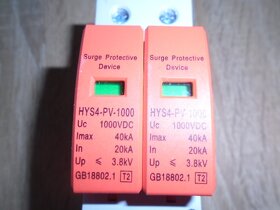 Surge Protective
Device
HYS4-PV-1000
Uc 1000VDC
Imax 40kA
In 20kA
Up ≤ 3.8kV
GB18802.1 T2
Surge Protective
Device
HYS4-PV-1000
Uc 1000VDC
Imax 40kA
In 20kA
Up ≤ 3.8kV
GB18802.1 T2